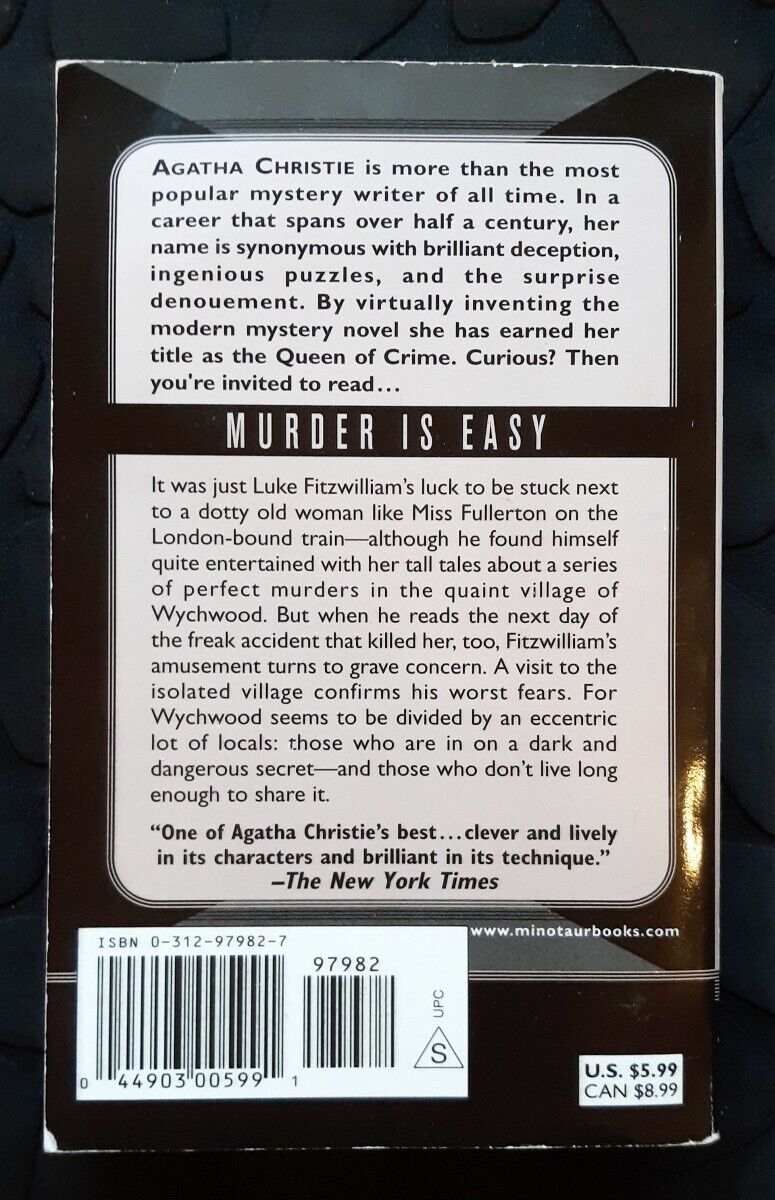 AGATHA CHRISTIE is more than the most
popular mystery writer of all time. In a
career that spans over half a century, her
name is synonymous with brilliant deception,
ingenious puzzles, and the surprise
denouement. By virtually inventing the
modern mystery novel she has earned her
title as the Queen of Crime. Curious? Then
you're invited to read...
MURDER IS EASY
It was just Luke Fitzwilliam's luck to be stuck next
to a dotty old woman like Miss Fullerton on the
London-bound train—although he found himself
quite entertained with her tall tales about a series
of perfect murders in the quaint village of
Wychwood. But when he reads the next day of
the freak accident that killed her, too, Fitzwilliam's
amusement turns to grave concern. A visit to the
isolated village confirms his worst fears. For
Wychwood seems to be divided by an eccentric
lot of locals: those who are in on a dark and
dangerous secret—and those who don't live long
enough to share it.
"One of Agatha Christie's best...clever and lively
in its characters and brilliant in its technique."
–The New York Times
www.minotaurbooks.com
ISBN 0-312-97982-7
97982
UPC
S
0 44903 00599 1
U.S. $5.99
CAN $8.99